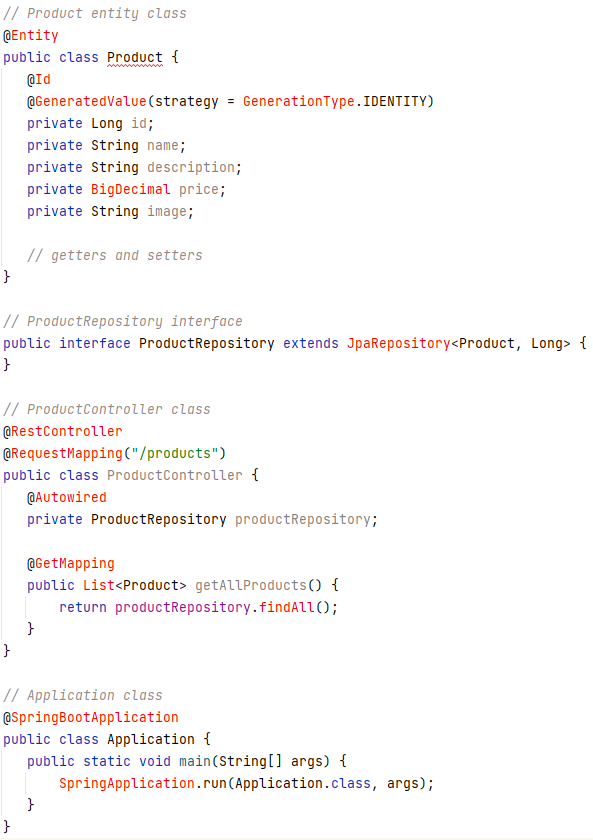 // Product entity class
@Entity
public class Product {
@Id
@GeneratedValue(strategy = GenerationType.IDENTITY)
private Long id;
private String name;
private String description;
private BigDecimal price;
private String image;
// getters and setters
}
// ProductRepository interface
public interface ProductRepository extends JpaRepository<Product, Long> {
}
// ProductController class
@RestController
@RequestMapping("/products")
public class ProductController {
@Autowired
private ProductRepository productRepository;
@GetMapping
public List<Product> getAllProducts() {
return productRepository.findAll();
}
}
// Application class
@SpringBootApplication
public class Application {
public static void main(String[] args) {
SpringApplication.run(Application.class, args);
}
}